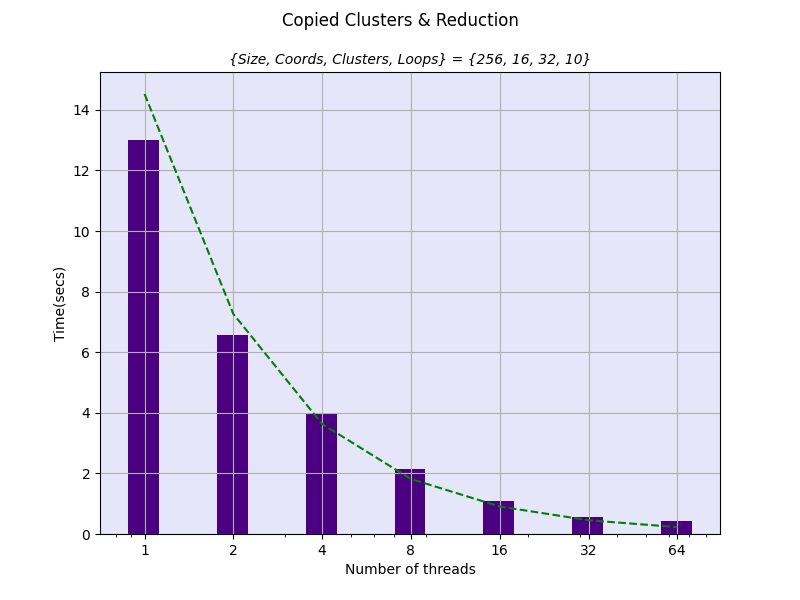 Copied Clusters & Reduction
{Size, Coords, Clusters, Loops} = {256, 16, 32, 10}
14
12
10
8
6
4
2
0
Time(secs)
1 2 4 8 16 32 64
Number of threads